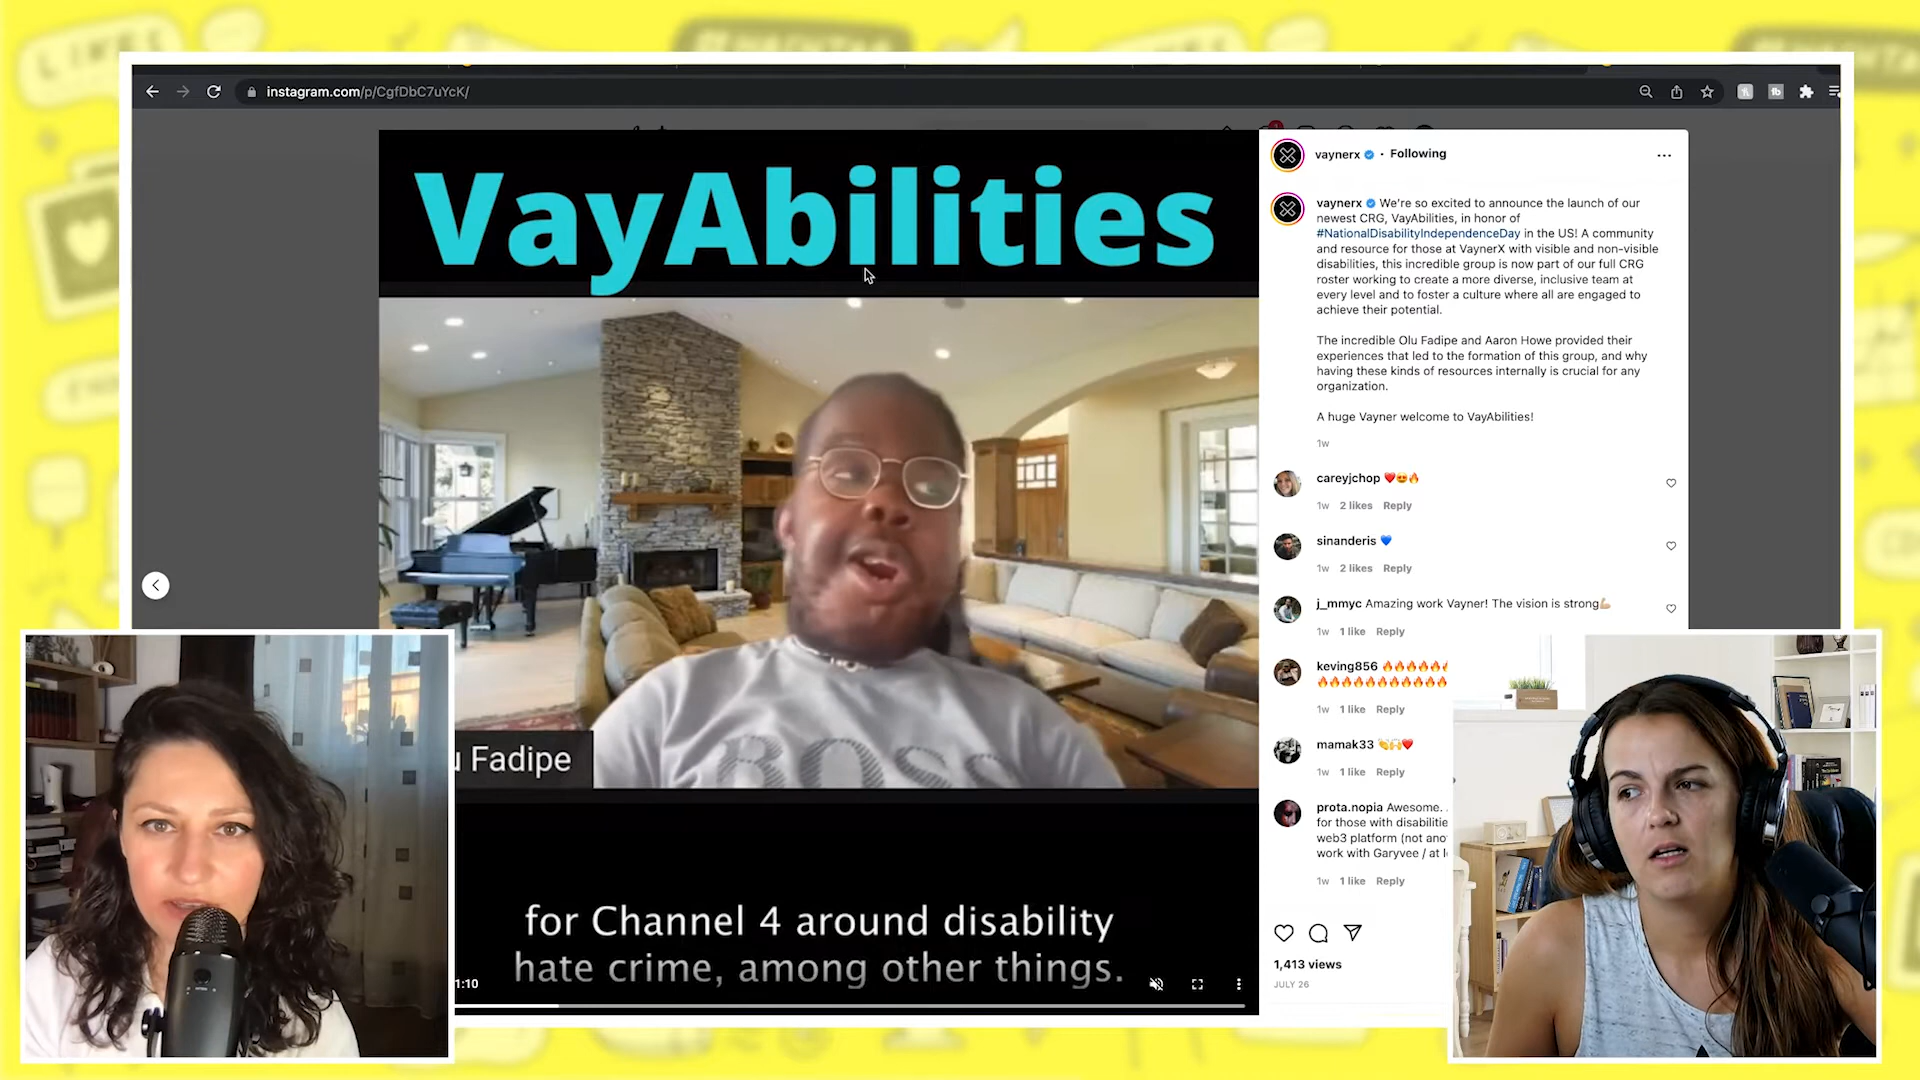 LIKES
instagram.com/p/CgfDbC7uYcK/
VayAbilities
u Fadipe
BOSS
for Channel 4 around disability
hate crime, among other things.
1:10
vaynerx • Following
vaynerx We're so excited to announce the launch of our
newest CRG, VayAbilities, in honor of
#NationalDisabilityIndependenceDay in the US! A community
and resource for those at VaynerX with visible and non-visible
disabilities, this incredible group is now part of our full CRG
roster working to create a more diverse, inclusive team at
every level and to foster a culture where all are engaged to
achieve their potential.
The incredible Olu Fadipe and Aaron Howe provided their
experiences that led to the formation of this group, and why
having these kinds of resources internally is crucial for any
organization.
A huge Vayner welcome to VayAbilities!
1w
careyjchop ❤️😍🔥
1w 2 likes Reply
sinanderis 💙
1w 2 likes Reply
j_mmyc Amazing work Vayner! The vision is strong💪🏼
1w 1 like Reply
keving856 🔥🔥🔥🔥🔥🔥
🔥🔥🔥🔥🔥🔥🔥🔥🔥🔥🔥
1w 1 like Reply
mamak33 👏🙌❤️
1w 1 like Reply
prota.nopia Awesome.
for those with disabilitie
web3 platform (not ano
work with Garyvee / at
1w 1 like Reply
1,413 views
JULY 26